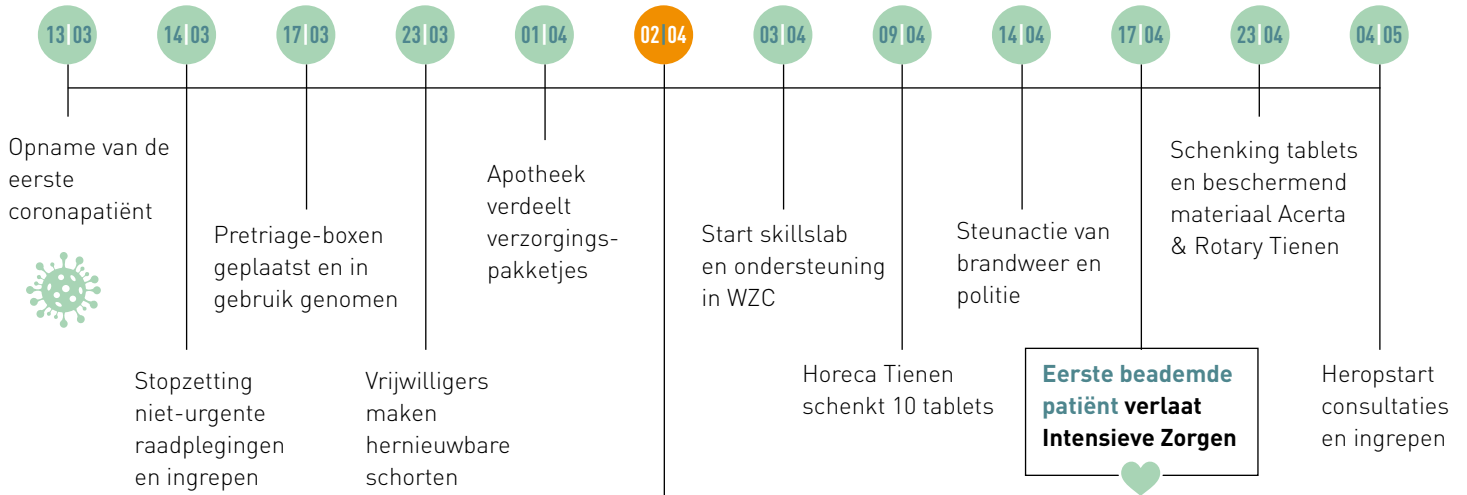 13|03
14|03
17|03
23|03
01|04
02|04
03|04
09|04
14|04
17|04
23|04
04|05
Opname van de
eerste
coronapatiënt
Stopzetting
niet-urgente
raadplegingen
en ingrepen
Pretriage-boxen
geplaatst en in
gebruik genomen
Vrijwilligers
maken
hernieuwbare
schorten
Apotheek
verdeelt
verzorgings-
pakketjes
Start skillslab
en ondersteuning
in WZC
Horeca Tienen
schenkt 10 tablets
Steunactie van
brandweer en
politie
Eerste beademde
patiënt verlaat
Intensieve Zorgen
Schenking tablets
en beschermend
materiaal Acerta
& Rotary Tienen
Heropstart
consultaties
en ingrepen